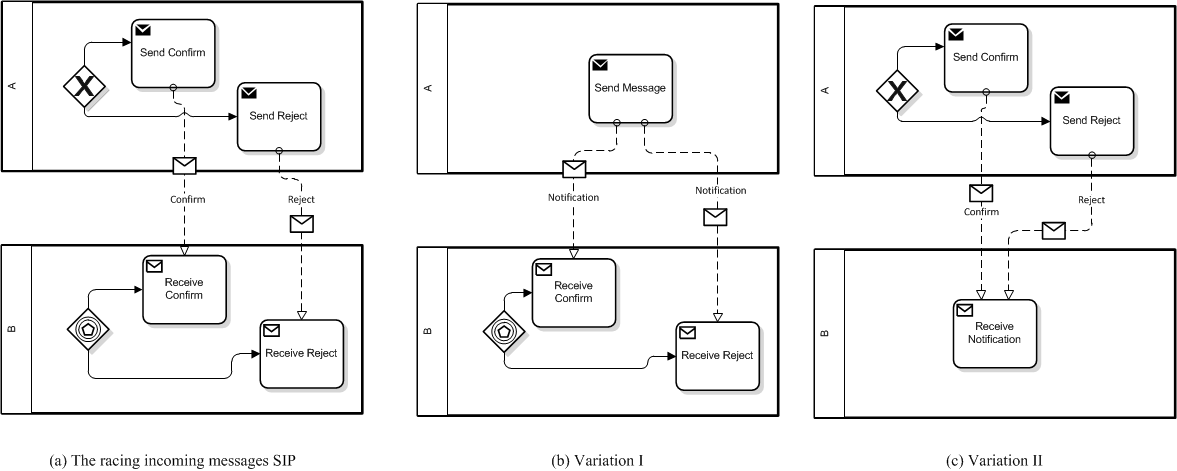 A
Send Confirm
Send Reject
Confirm
Reject
B
Receive
Confirm
Receive Reject
(a) The racing incoming messages SIP
A
Send Message
Notification
Notification
B
Receive
Confirm
Receive Reject
(b) Variation I
A
Send Confirm
Send Reject
Confirm
Reject
B
Receive
Notification
(c) Variation II